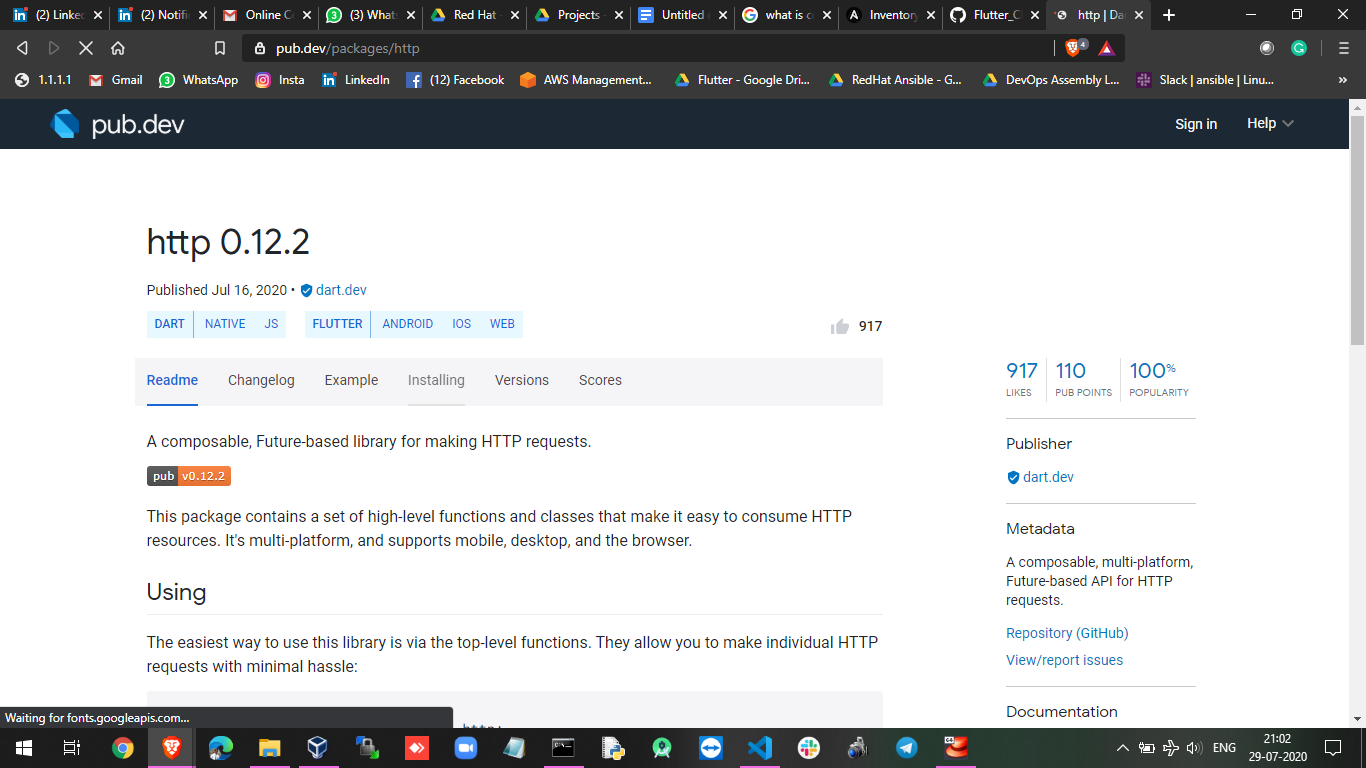 (2) Linke
(2) Notifi
Online Co
(3) Whats
Red Hat -
Projects -
Untitled
what is c
Inventory
Flutter_C
http | Da
pub.dev/packages/http
4
1.1.1.1
Gmail
3
WhatsApp
Insta
LinkedIn
(12) Facebook
AWS Management...
Flutter - Google Dri...
RedHat Ansible - G...
DevOps Assembly L...
Slack | ansible | Linu...
»
pub.dev
Sign in
Help
http 0.12.2
Published Jul 16, 2020 • dart.dev
DART NATIVE JS FLUTTER ANDROID IOS WEB
917
Readme Changelog Example Installing Versions Scores
917 LIKES
110 PUB POINTS
100% POPULARITY
A composable, Future-based library for making HTTP requests.
pub v0.12.2
This package contains a set of high-level functions and classes that make it easy to consume HTTP
resources. It's multi-platform, and supports mobile, desktop, and the browser.
Using
The easiest way to use this library is via the top-level functions. They allow you to make individual HTTP
requests with minimal hassle:
Publisher
dart.dev
Metadata
A composable, multi-platform,
Future-based API for HTTP
requests.
Repository (GitHub)
View/report issues
Documentation
Waiting for fonts.googleapis.com...
ENG
21:02
29-07-2020